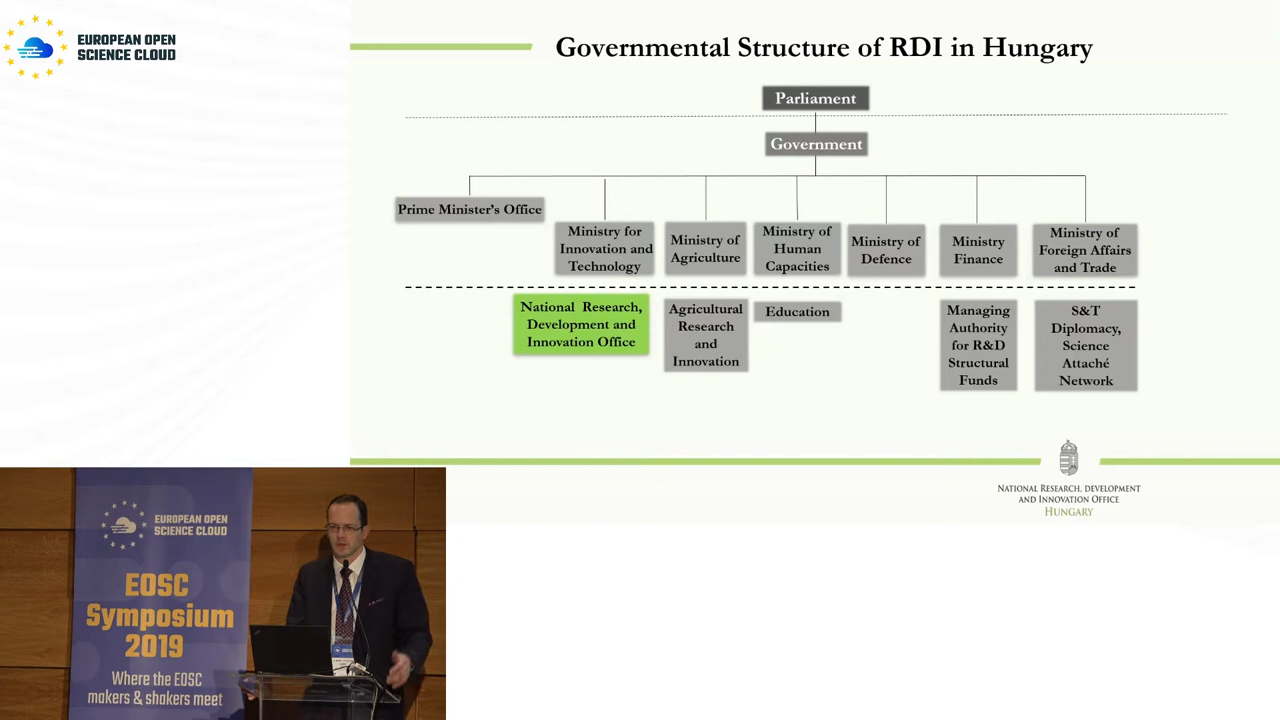 EUROPEAN OPEN
SCIENCE CLOUD
Governmental Structure of RDI in Hungary
Parliament
Government
Prime Minister's Office
Ministry for
Innovation and
Technology
Ministry of
Agriculture
Ministry of
Human
Capacities
Ministry of
Defence
Ministry
Finance
Ministry of
Foreign Affairs
and Trade
National Research,
Development and
Innovation Office
Agricultural
Research
and
Innovation
Education
Managing
Authority
for R&D
Structural
Funds
S&T
Diplomacy,
Science
Attaché
Network
NATIONAL RESEARCH, DEVELOPMENT
AND INNOVATION OFFICE
HUNGARY
EUROPEAN OPEN
SCIENCE CLOUD
EOSC
Symposium
2019
Where the EOSC
makers & shakers meet